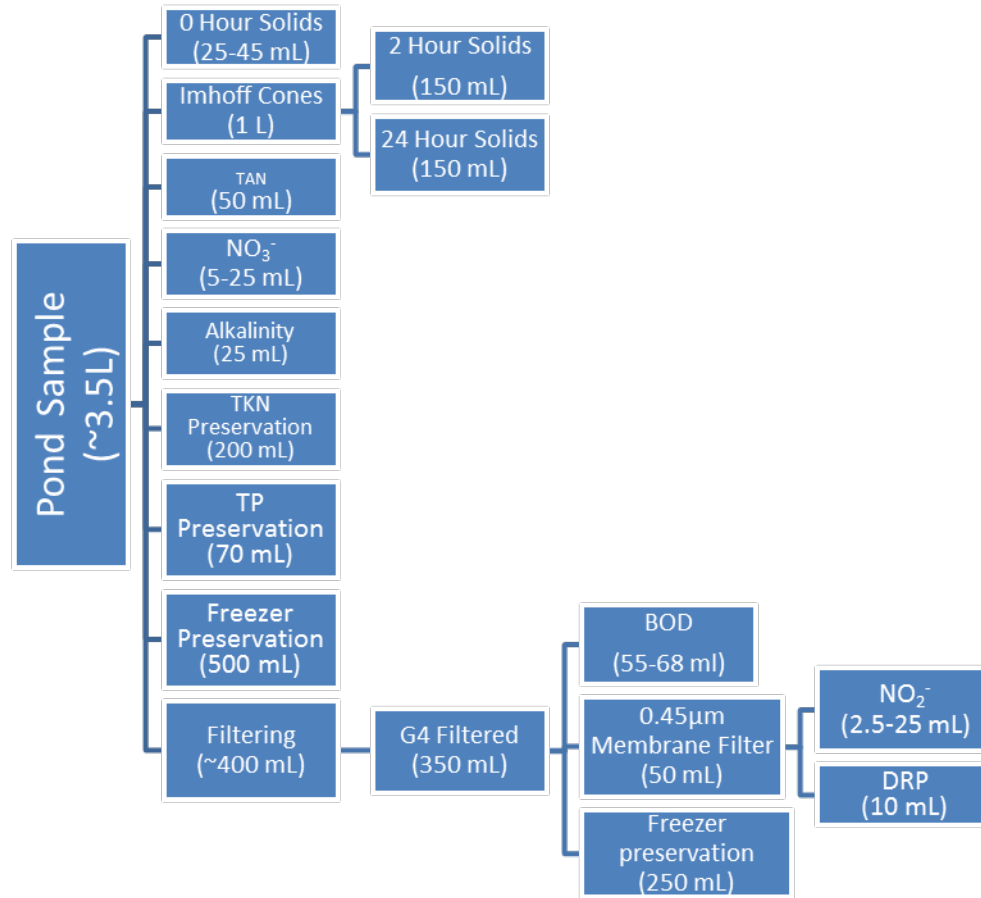 Pond Sample
(~3.5L)
0 Hour Solids
(25-45 mL)
Imhoff Cones
(1 L)
2 Hour Solids
(150 mL)
24 Hour Solids
(150 mL)
TAN
(50 mL)
NO₃⁻
(5-25 mL)
Alkalinity
(25 mL)
TKN
Preservation
(200 mL)
TP
Preservation
(70 mL)
Freezer
Preservation
(500 mL)
Filtering
(~400 mL)
G4 Filtered
(350 mL)
BOD
(55-68 ml)
0.45µm
Membrane Filter
(50 mL)
NO₂⁻
(2.5-25 mL)
DRP
(10 mL)
Freezer
preservation
(250 mL)